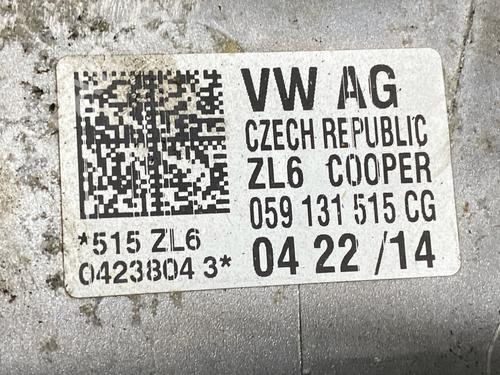 VW AG
CZECH REPUBLIC
ZL6 COOPER
059 131 515 CG
04 22 /14
*515 ZL6
0423804 3*